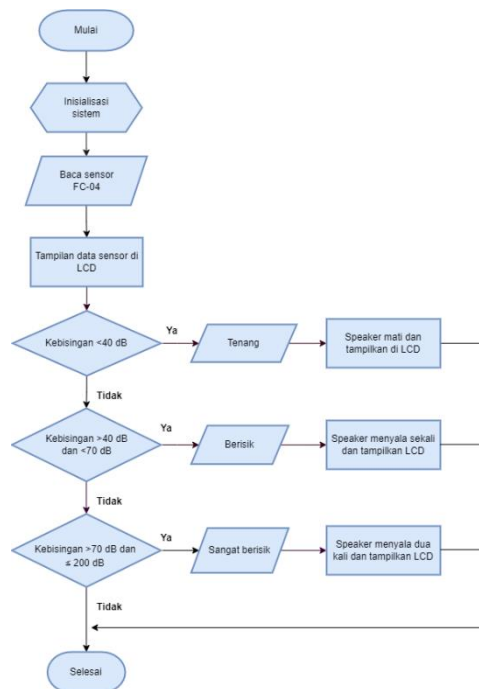 Mulai
Inisialisasi
sistem
Baca sensor
FC-04
Tampilan data sensor di
LCD
Kebisingan <40 dB
Ya
Tenang
Speaker mati dan
tampilkan di LCD
Tidak
Kebisingan >40 dB
dan <70 dB
Ya
Berisik
Speaker menyala sekali
dan tampilkan LCD
Tidak
Kebisingan >70 dB dan
≤ 200 dB
Ya
Sangat berisik
Speaker menyala dua
kali dan tampilkan LCD
Tidak
Selesai